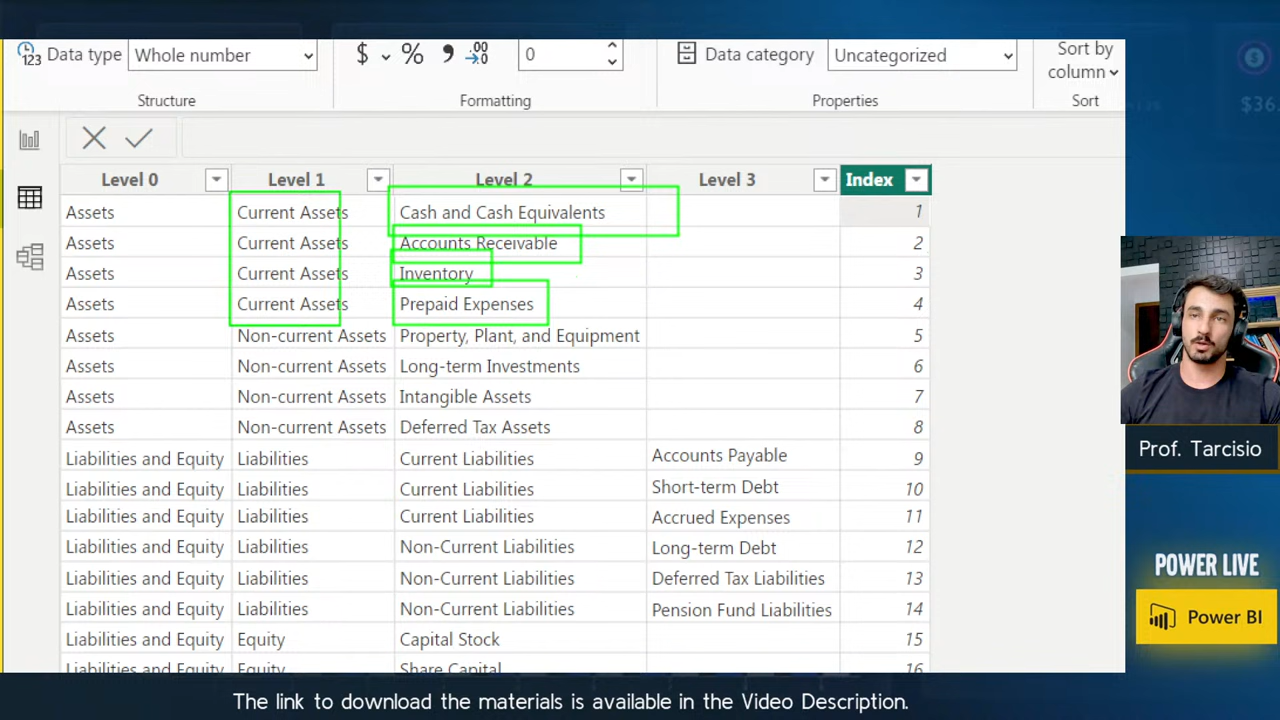 Data type Whole number $ % , .00 0 Data category Uncategorized Sort by column
Structure Formatting Properties Sort
Level 0 Level 1 Level 2 Level 3 Index
Assets Current Assets Cash and Cash Equivalents 1
Assets Current Assets Accounts Receivable 2
Assets Current Assets Inventory 3
Assets Current Assets Prepaid Expenses 4
Assets Non-current Assets Property, Plant, and Equipment 5
Assets Non-current Assets Long-term Investments 6
Assets Non-current Assets Intangible Assets 7
Assets Non-current Assets Deferred Tax Assets 8
Liabilities and Equity Liabilities Current Liabilities Accounts Payable 9
Liabilities and Equity Liabilities Current Liabilities Short-term Debt 10
Liabilities and Equity Liabilities Current Liabilities Accrued Expenses 11
Liabilities and Equity Liabilities Non-Current Liabilities Long-term Debt 12
Liabilities and Equity Liabilities Non-Current Liabilities Deferred Tax Liabilities 13
Liabilities and Equity Liabilities Non-Current Liabilities Pension Fund Liabilities 14
Liabilities and Equity Equity Capital Stock 15
Liabilities and Equity Equity Share Capital 16
Prof. Tarcisio
POWER LIVE
Power BI
The link to download the materials is available in the Video Description.